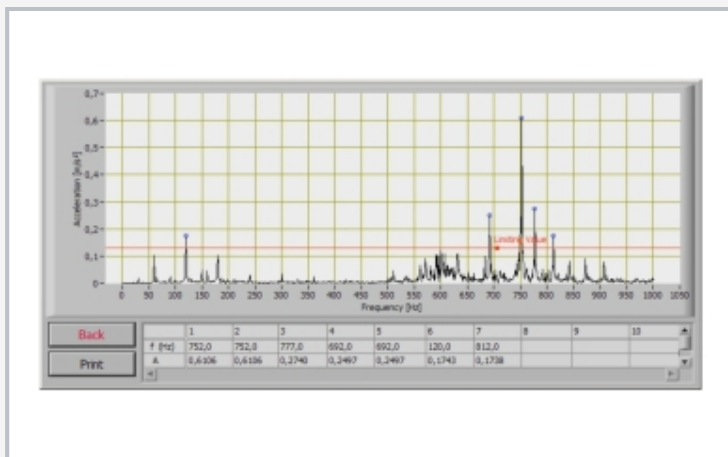 0,7
0,6
0,5
0,4
0,3
0,2
0,1
0
Acceleration [m/s²]
Limiting Value
0 50 100 150 200 250 300 350 400 450 500 550 600 650 700 750 800 850 900 950 1000 1050
Frequency [Hz]
Back
Print
1 2 3 4 5 6 7 8 9 10
f [Hz] 752,0 752,0 777,0 692,0 692,0 120,0 812,0
A 0,6106 0,6106 0,2740 0,2497 0,2497 0,1743 0,1738